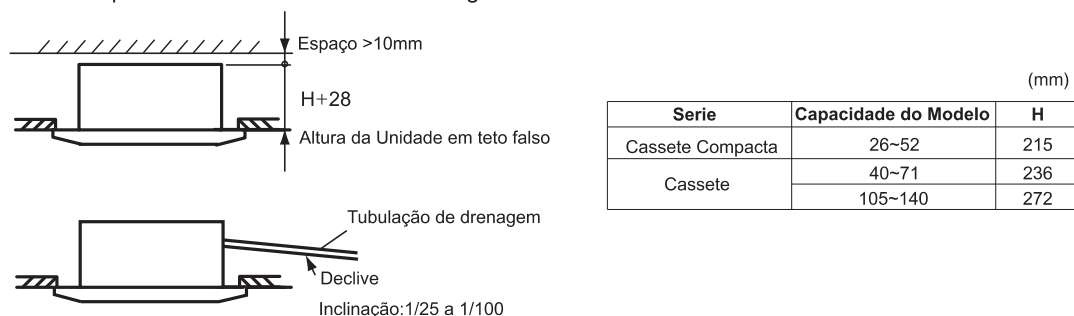 Espaço >10mm
H+28
Altura da Unidade em teto falso
Tubulação de drenagem
Declive
Inclinação:1/25 a 1/100
(mm)
Serie Capacidade do Modelo H
Cassete Compacta 26~52 215
Cassete 40~71 236
105~140 272